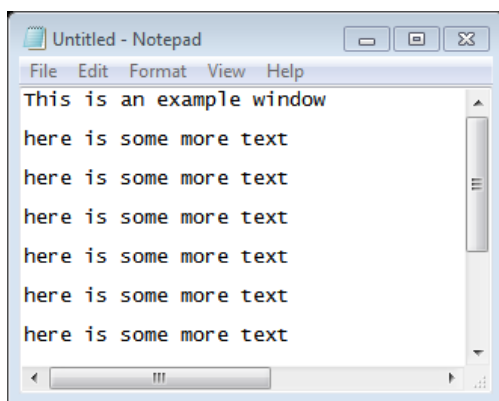 Untitled - Notepad
File Edit Format View Help
This is an example window
here is some more text
here is some more text
here is some more text
here is some more text
here is some more text
here is some more text